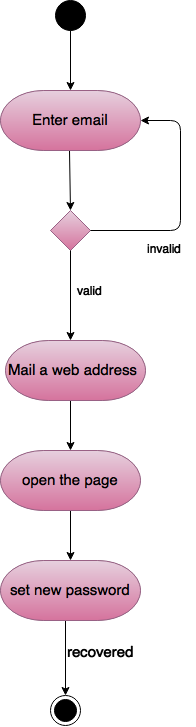 Enter email
invalid
valid
Mail a web address
open the page
set new password
recovered